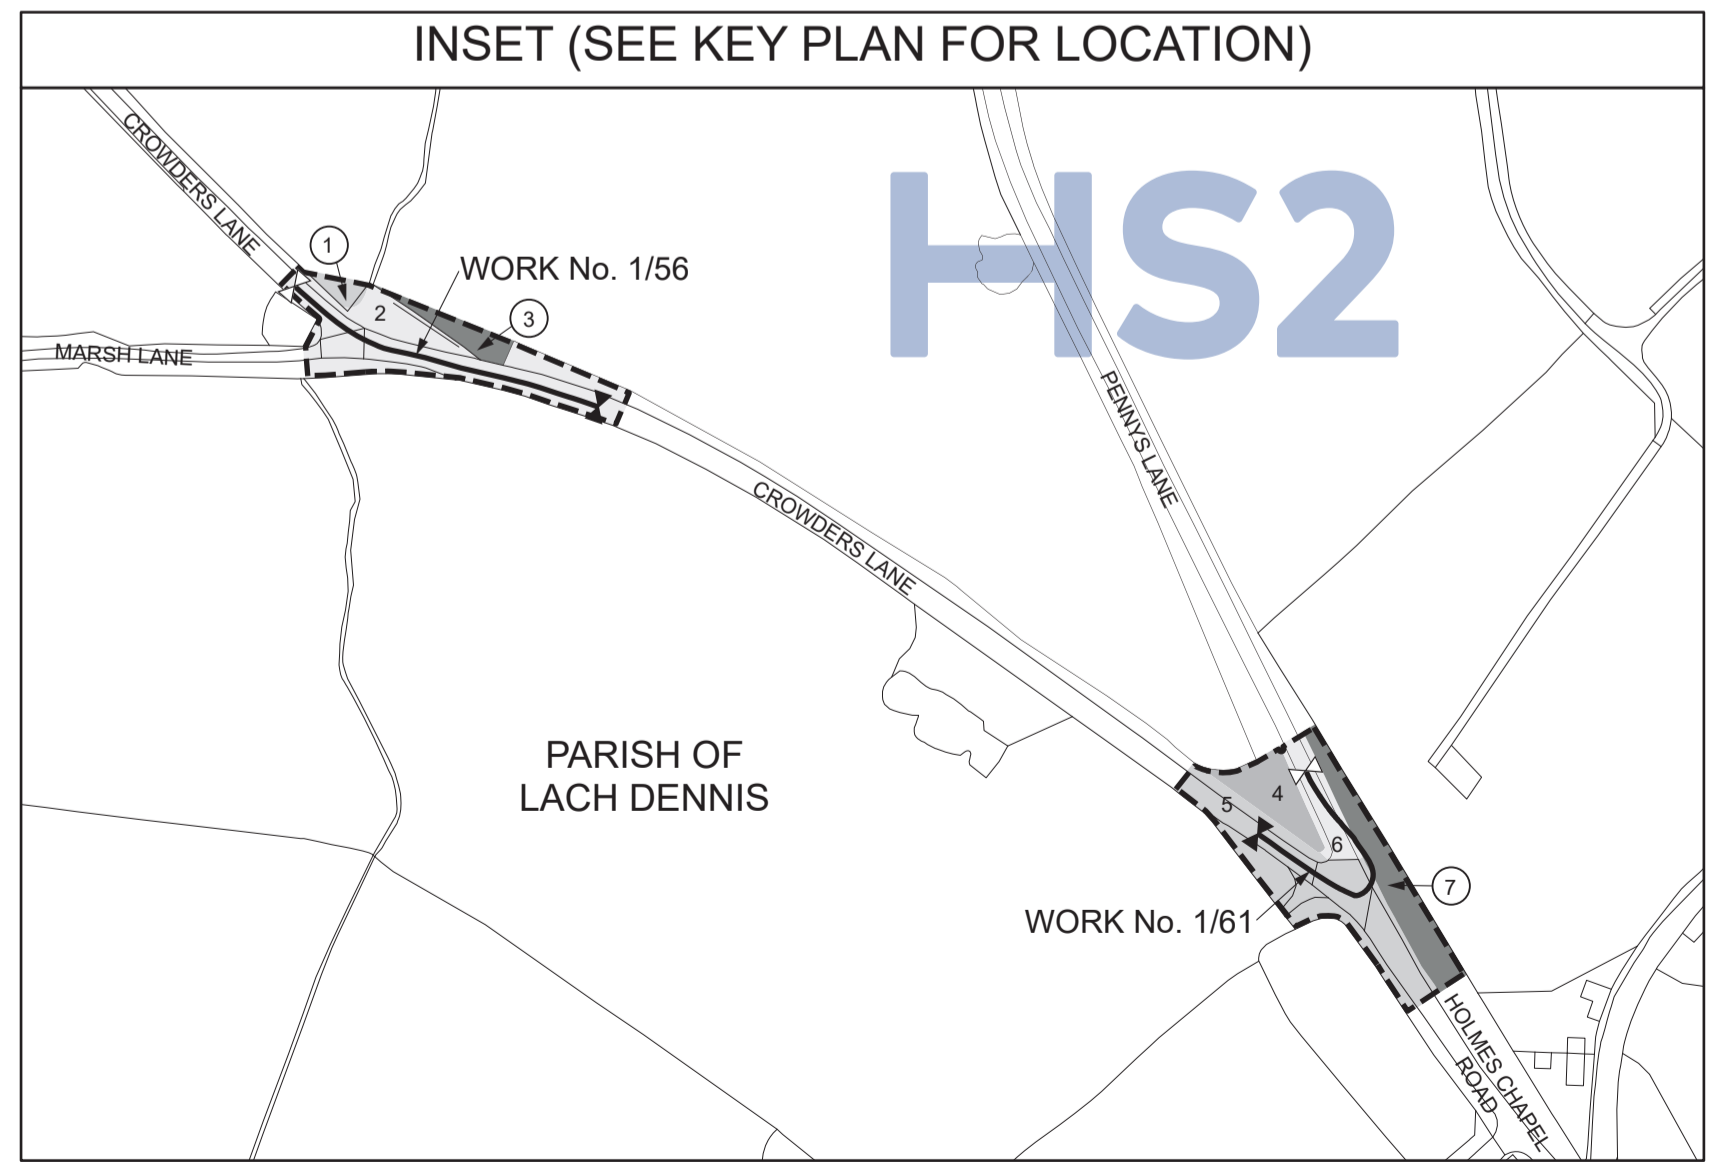 INSET (SEE KEY PLAN FOR LOCATION)
CROWDERS LANE
HS2
1
WORK No. 1/56
2
3
MARSH LANE
PENNYS LANE
CROWDERS LANE
PARISH OF
LACH DENNIS
4
5
6
7
WORK No. 1/61
HOLMES CHAPEL
ROAD